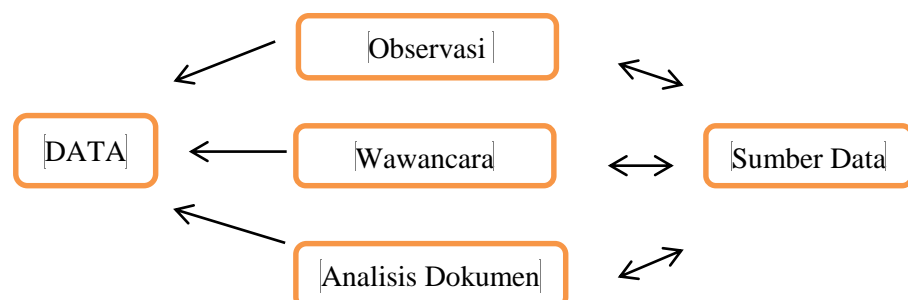 Observasi
DATA
Wawancara
Sumber Data
Analisis Dokumen